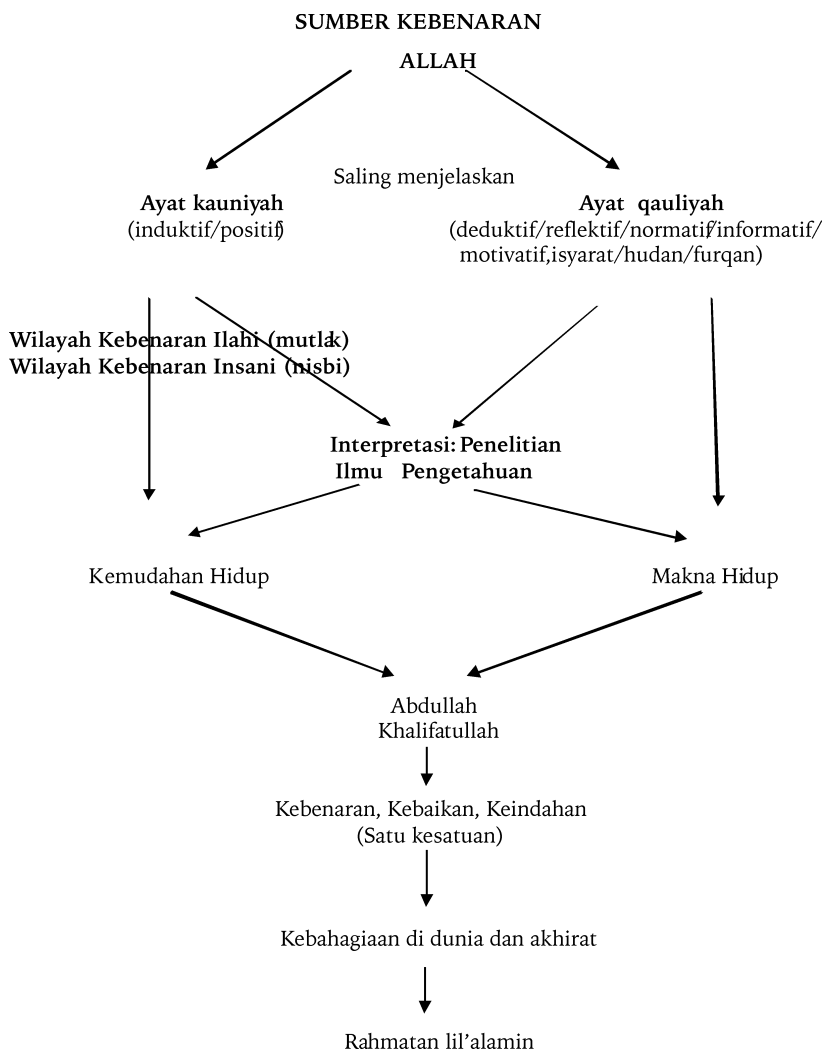 SUMBER KEBENARAN
ALLAH
Saling menjelaskan
Ayat kauniyah
(induktif/positif)
Ayat qauliyah
(deduktif/reflektif/normatif/informatif/
motivatif,isyarat/hudan/furqan)
Wilayah Kebenaran Ilahi (mutlak)
Wilayah Kebenaran Insani (nisbi)
Interpretasi: Penelitian
Ilmu Pengetahuan
Kemudahan Hidup
Makna Hidup
Abdullah
Khalifatullah
Kebenaran, Kebaikan, Keindahan
(Satu kesatuan)
Kebahagiaan di dunia dan akhirat
Rahmatan lil’alamin